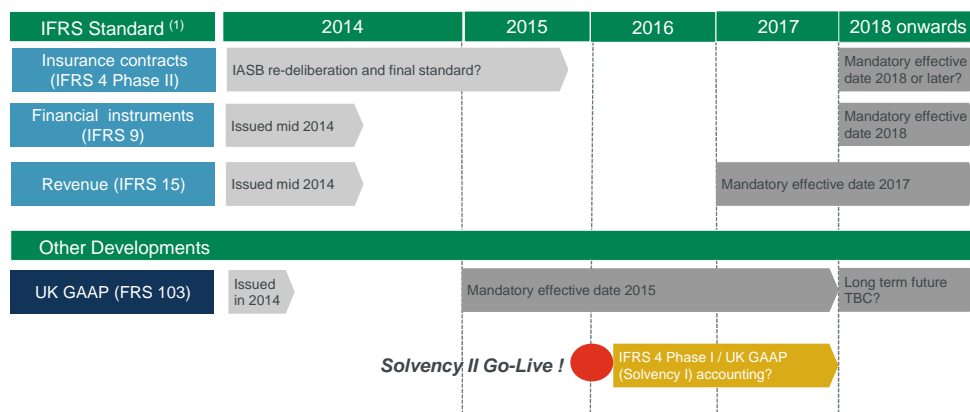 IFRS Standard (1)
2014
2015
2016
2017
2018 onwards
Insurance contracts
(IFRS 4 Phase II)
IASB re-deliberation and final standard?
Mandatory effective
date 2018 or later?
Financial instruments
(IFRS 9)
Issued mid 2014
Mandatory effective
date 2018
Revenue (IFRS 15)
Issued mid 2014
Mandatory effective date 2017
Other Developments
UK GAAP (FRS 103)
Issued
in 2014
Mandatory effective date 2015
Long term future
TBC?
Solvency II Go-Live !
IFRS 4 Phase I / UK GAAP
(Solvency I) accounting?